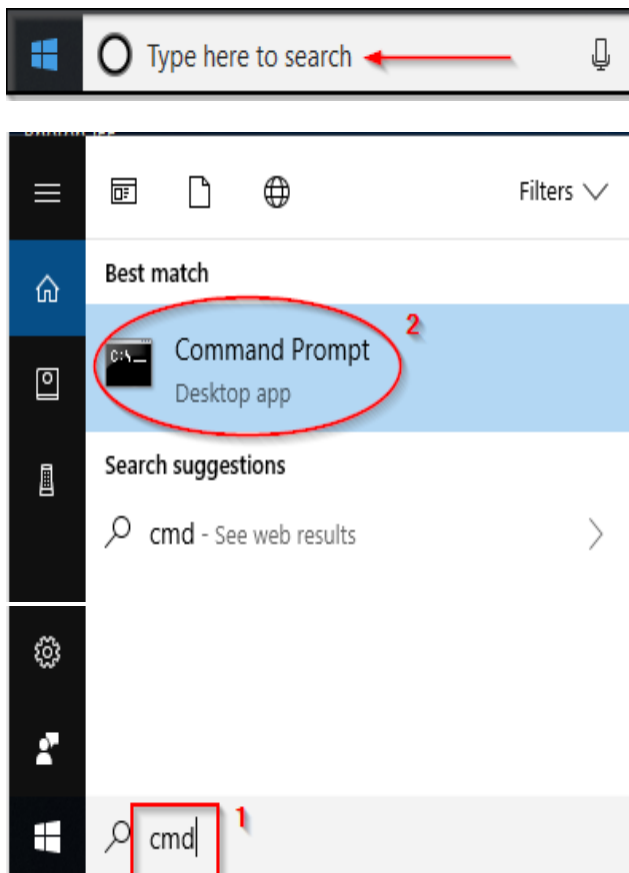 Type here to search
Filters
Best match
2
Command Prompt
Desktop app
Search suggestions
cmd - See web results
cmd
1